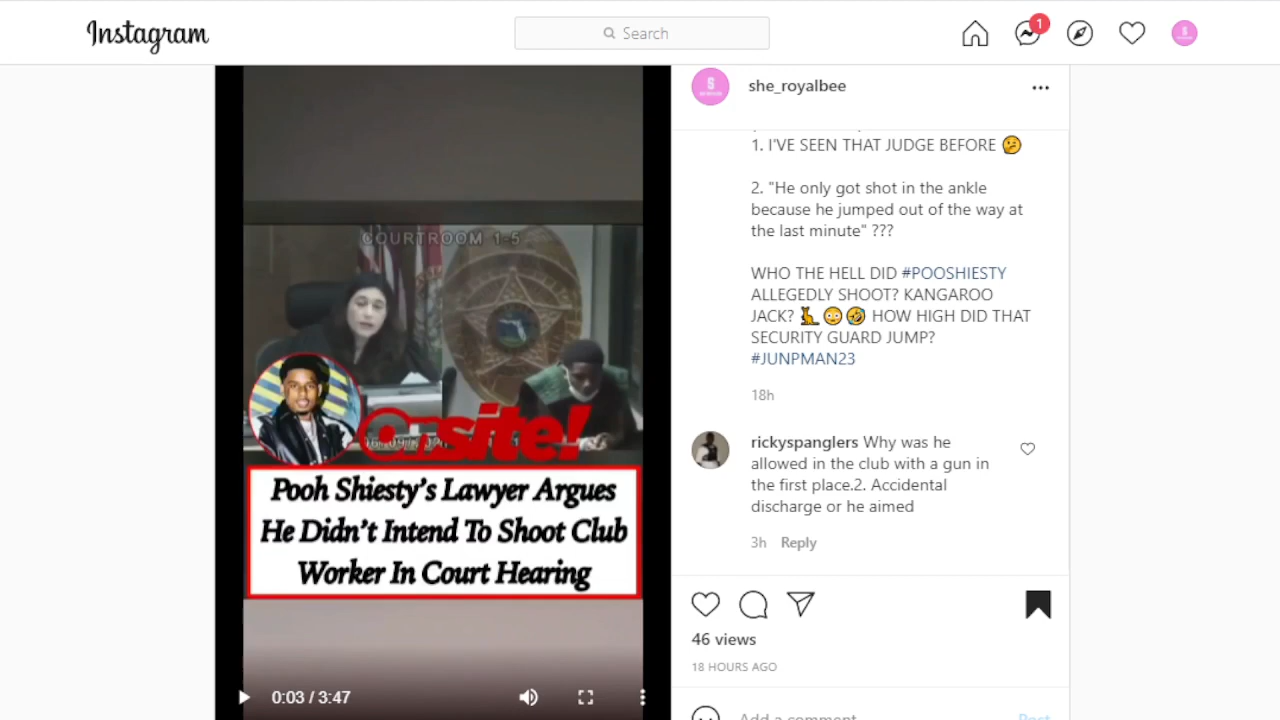 Instagram
Search
1
S
she_royalbee
1. I'VE SEEN THAT JUDGE BEFORE 🤔
2. "He only got shot in the ankle
because he jumped out of the way at
the last minute" ???
WHO THE HELL DID #POOSHIESTY
ALLEGEDLY SHOOT? KANGAROO
JACK? 🦘😳🤣 HOW HIGH DID THAT
SECURITY GUARD JUMP?
#JUNPMAN23
18h
rickyspanglers Why was he
allowed in the club with a gun in
the first place.2. Accidental
discharge or he aimed
3h Reply
46 views
18 HOURS AGO
Add a comment
Post
COURTROOM 1-5
Onsite!
Pooh Shiesty's Lawyer Argues
He Didn't Intend To Shoot Club
Worker In Court Hearing
0:03 / 3:47